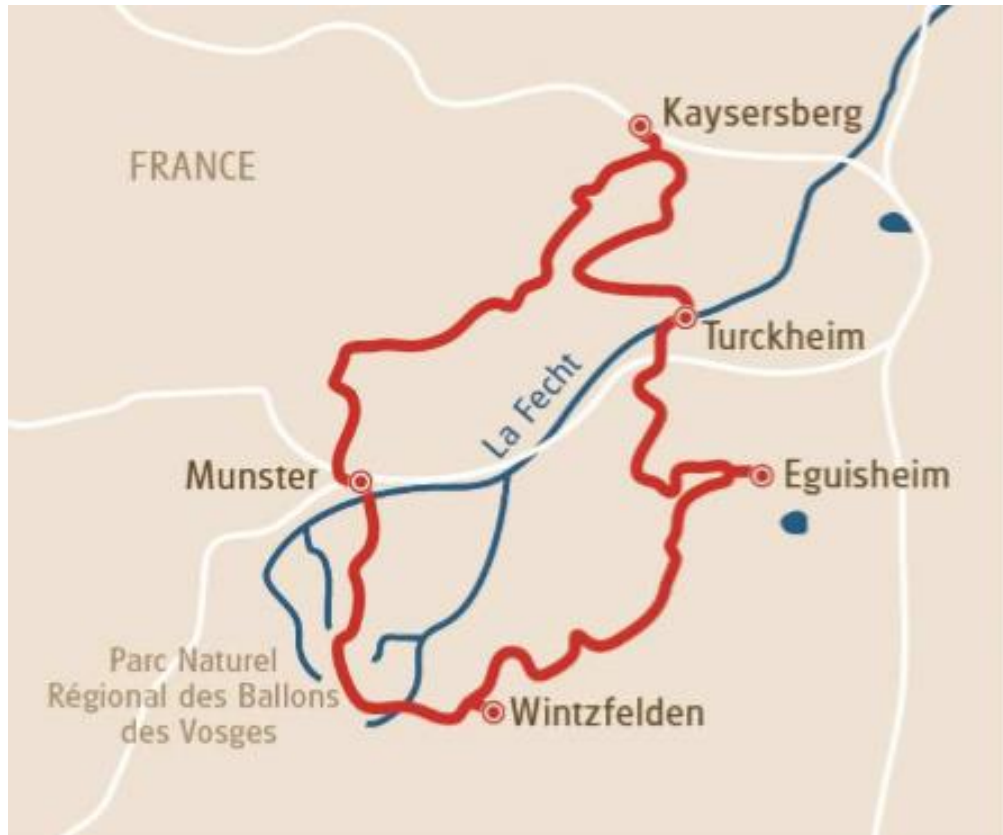 Kaysersberg
FRANCE
Turckheim
La Fecht
Munster
Eguisheim
Parc Naturel
Régional des Ballons
des Vosges
Wintzfelden